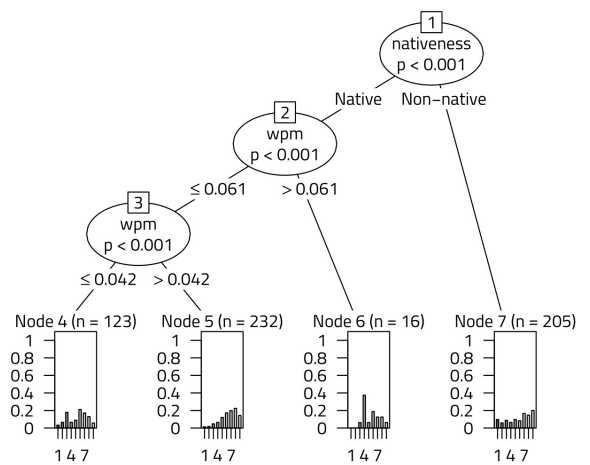 1
nativeness
p < 0.001
Native
Non-native
2
wpm
p < 0.001
≤ 0.061
> 0.061
3
wpm
p < 0.001
≤ 0.042
> 0.042
Node 4 (n = 123)
1
0.8
0.6
0.4
0.2
0
1 4 7
Node 5 (n = 232)
1
0.8
0.6
0.4
0.2
0
1 4 7
Node 6 (n = 16)
1
0.8
0.6
0.4
0.2
0
1 4 7
Node 7 (n = 205)
1
0.8
0.6
0.4
0.2
0
1 4 7